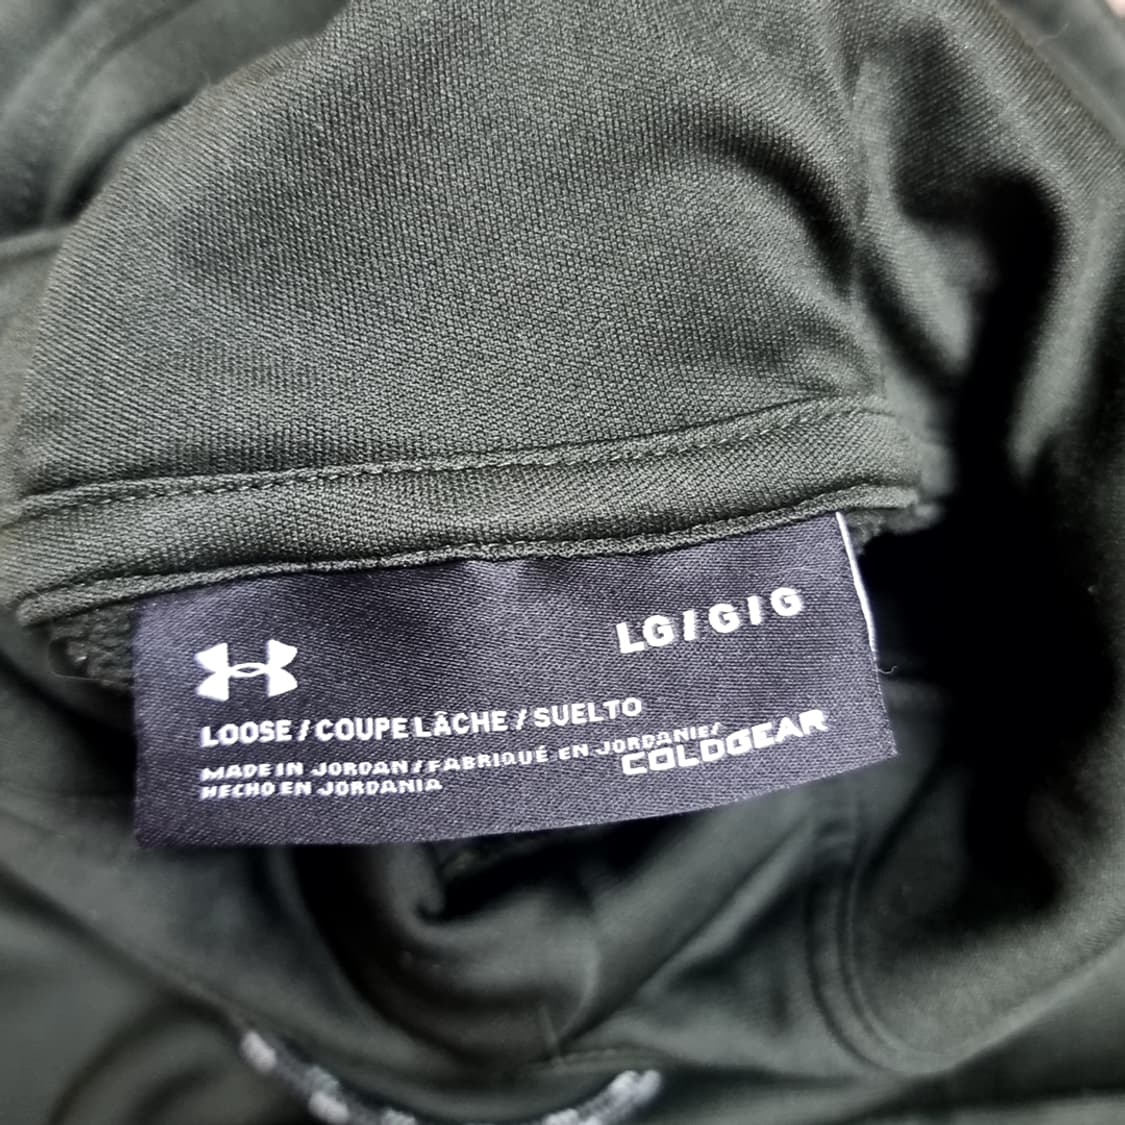 LG/G/G
LOOSE / COUPE LÂCHE / SUELTO
MADE IN JORDAN / FABRIQUÉ EN JORDANIE/
HECHO EN JORDANIA
COLDGEAR